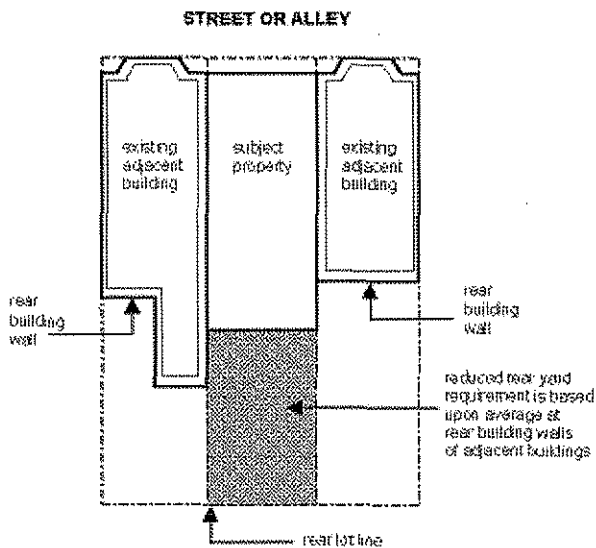 STREET OR ALLEY
existing
adjacent
building
subject
property
existing
adjacent
building
rear
building
wall
rear
building
wall
reduced rear yard
requirement is based
upon average at
rear building walls
of adjacent buildings
rear lot line